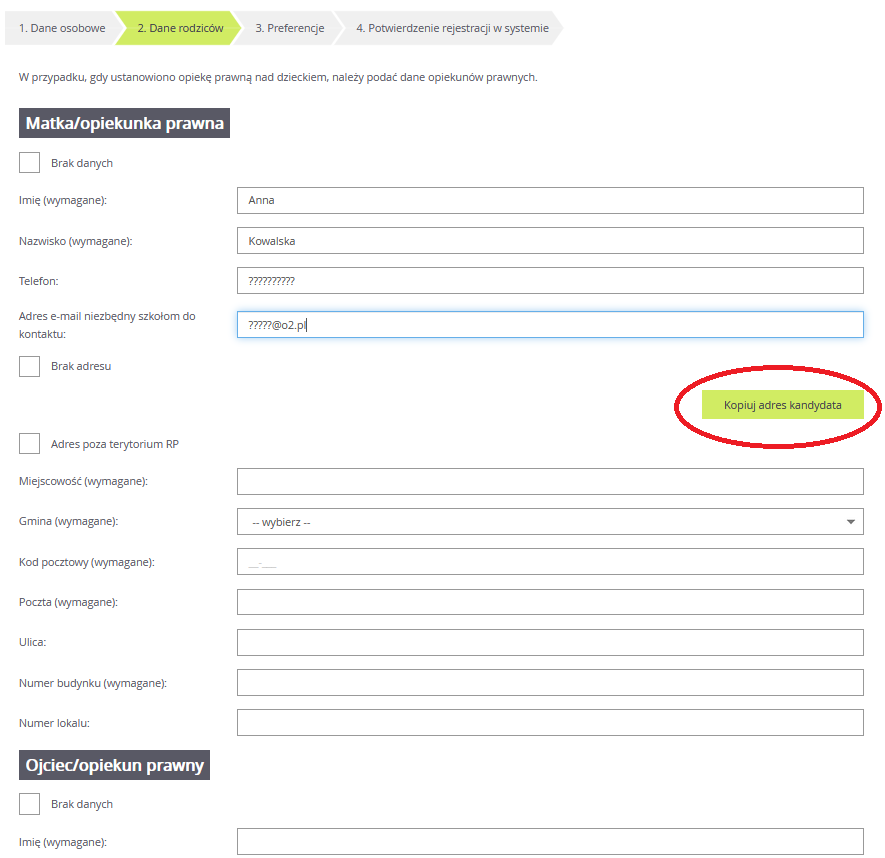 1. Dane osobowe
2. Dane rodziców
3. Preferencje
4. Potwierdzenie rejestracji w systemie
W przypadku, gdy ustanowiono opiekę prawną nad dzieckiem, należy podać dane opiekunów prawnych.
Matka/opiekunka prawna
Brak danych
Imię (wymagane):
Anna
Nazwisko (wymagane):
Kowalska
Telefon:
??????????
Adres e-mail niezbędny szkołom do
kontaktu:
?????@o2.pl
Brak adresu
Kopiuj adres kandydata
Adres poza terytorium RP
Miejscowość (wymagane):
Gmina (wymagane):
-- wybierz --
Kod pocztowy (wymagane):
__-___
Poczta (wymagane):
Ulica:
Numer budynku (wymagane):
Numer lokalu:
Ojciec/opiekun prawny
Brak danych
Imię (wymagane):